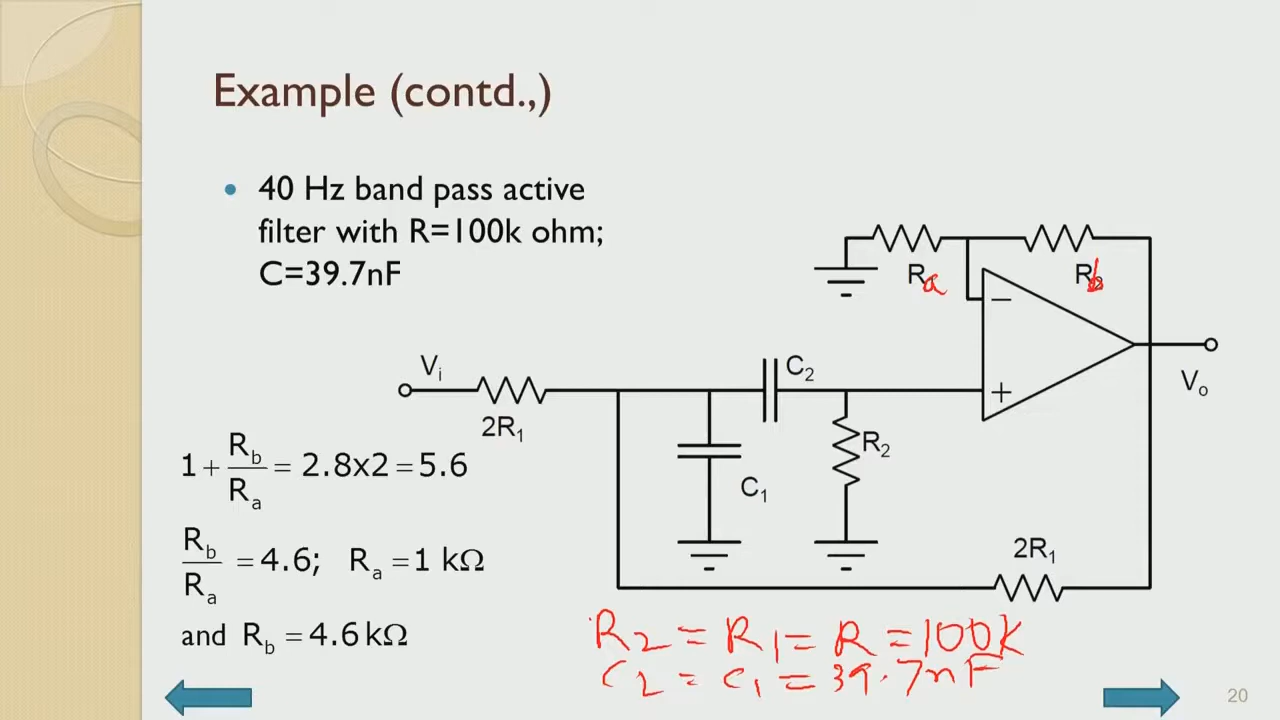 Example (contd.,)
40 Hz band pass active
filter with R=100k ohm;
C=39.7nF
Ra
Rb
−
+
Vi
2R1
C2
R2
C1
Vo
2R1
1 + Rb/Ra = 2.8x2 = 5.6
Rb/Ra = 4.6; Ra = 1 kΩ
and Rb = 4.6 kΩ
R2 = R1 = R = 100k
C2 = C1 = 39.7nF
20